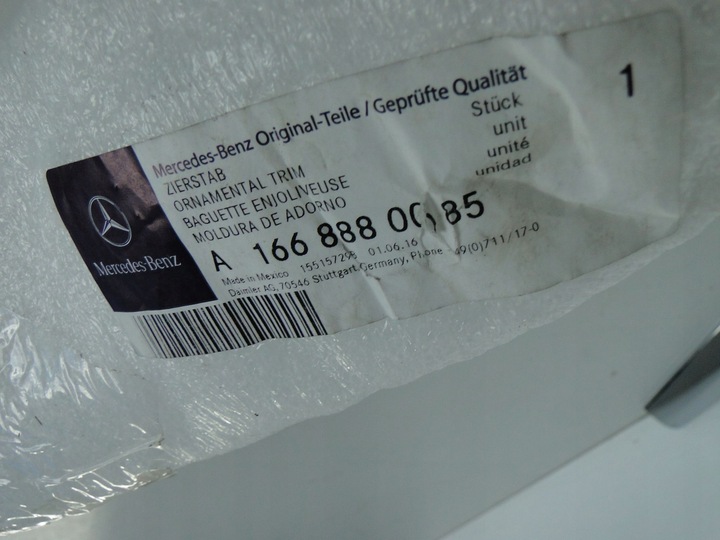 Mercedes-Benz Original-Teile / Geprüfte Qualität
1
ZIERSTAB
Stück
ORNAMENTAL TRIM
unit
BAGUETTE ENJOLIVEUSE
unité
MOLDURA DE ADORNO
unidad
A 166 888 00 85
Made in Mexico 01.06.16
Daimler AG, 70546 Stuttgart, Germany, Phone
Mercedes-Benz